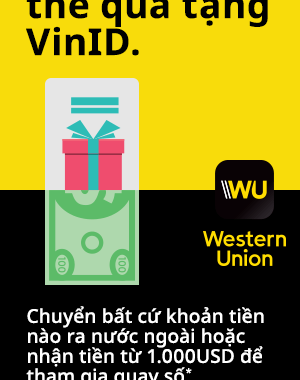 thẻ quà tặng
VinID.
WU
Western
Union
Chuyển bất cứ khoản tiền
nào ra nước ngoài hoặc
nhận tiền từ 1.000USD để
tham gia quay số*